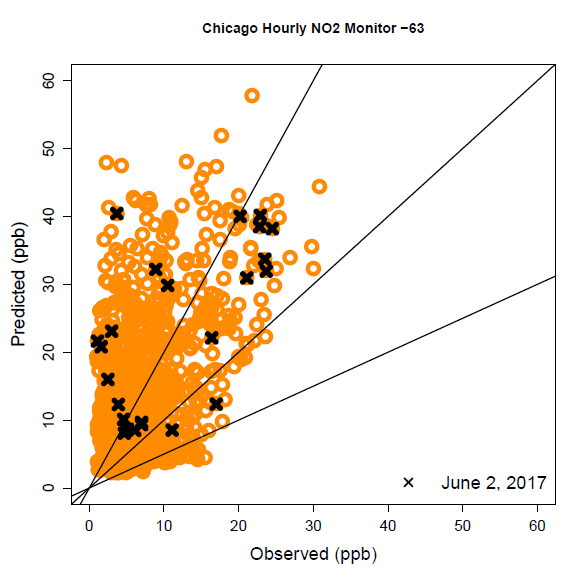 Chicago Hourly NO2 Monitor −63
Predicted (ppb)
60
50
40
30
20
10
0
June 2, 2017
0 10 20 30 40 50 60
Observed (ppb)